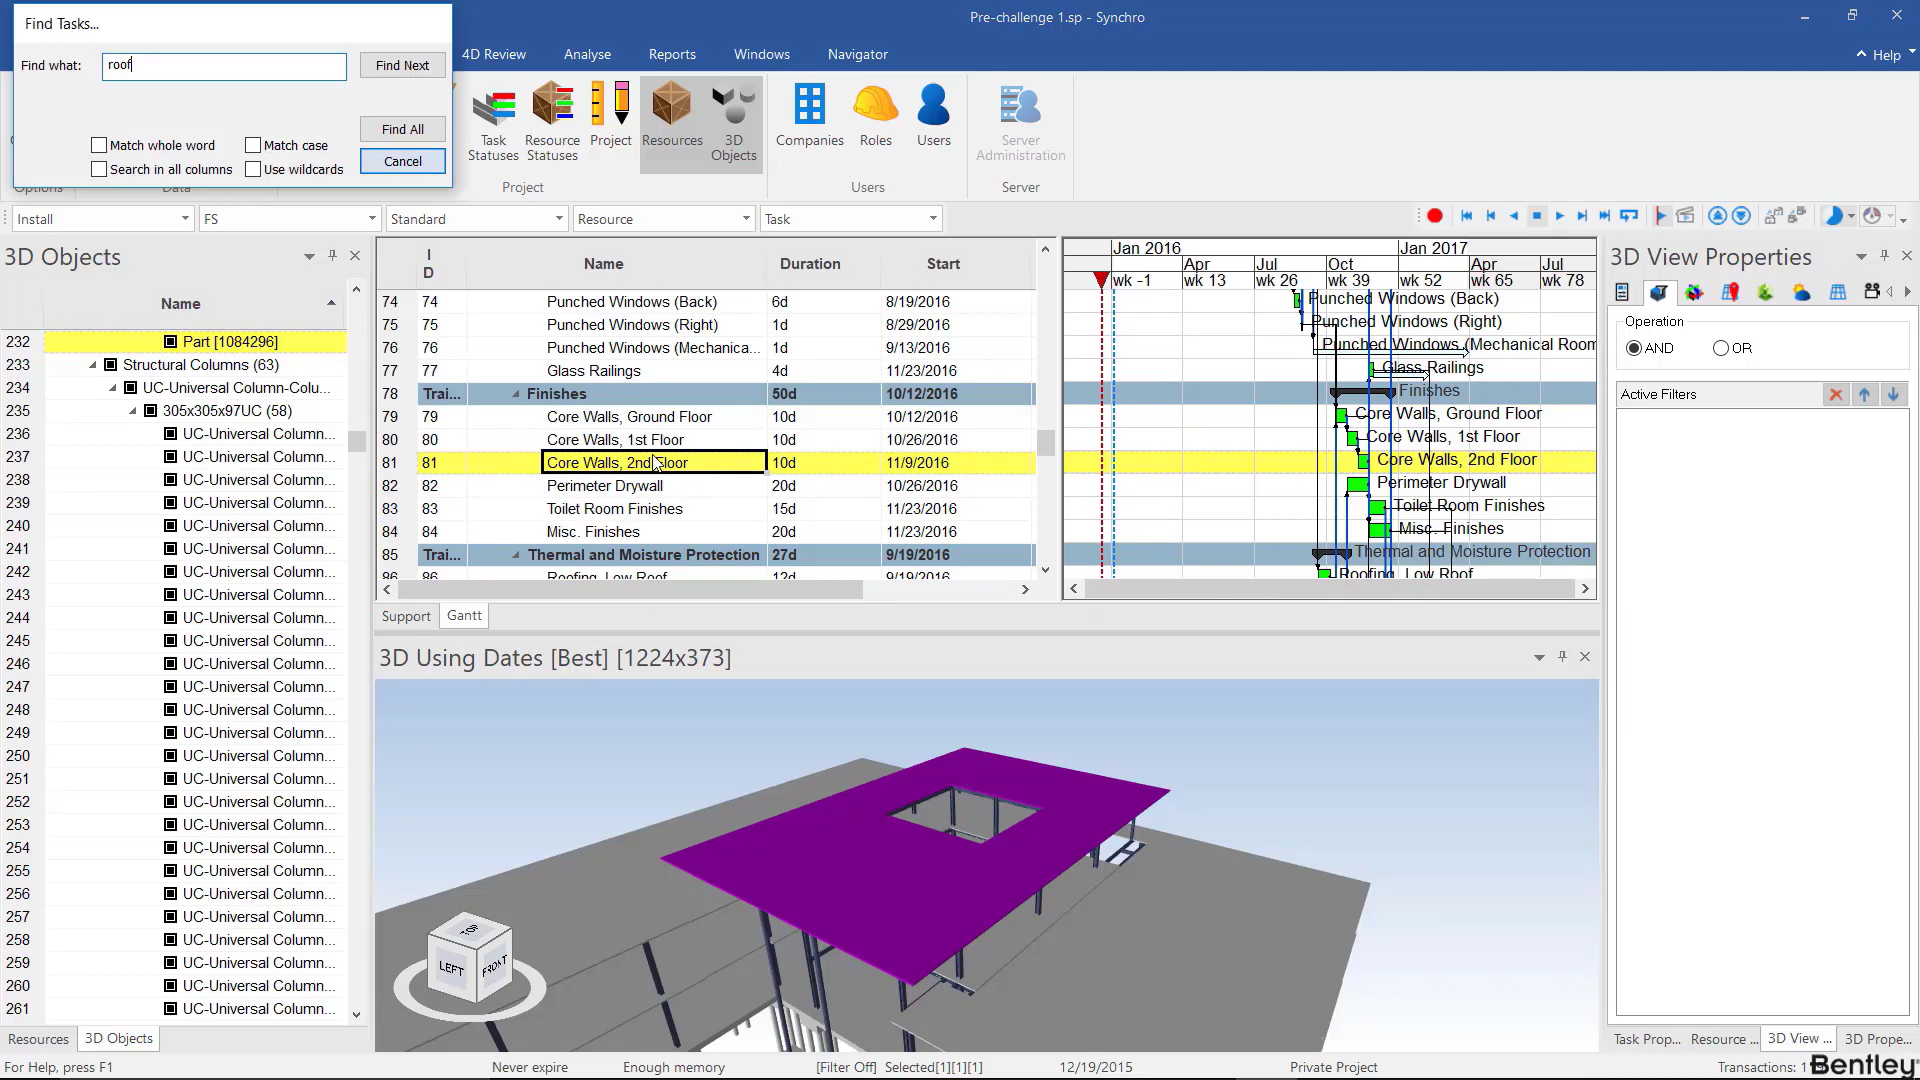 Find Tasks...
Pre-challenge 1.sp - Synchro
Find what:
roof
Find Next
Find All
Match whole word
Match case
Cancel
Search in all columns
Use wildcards
4D Review
Analyse
Reports
Windows
Navigator
Help
Task Statuses
Resource Statuses
Project
Resources
3D Objects
Companies
Roles
Users
Server Administration
Options
Data
Project
Users
Server
Install
FS
Standard
Resource
Task
3D Objects
Name
232 Part [1084296]
233 Structural Columns (63)
234 UC-Universal Column-Colu...
235 305x305x97UC (58)
236 UC-Universal Column...
237 UC-Universal Column...
238 UC-Universal Column...
239 UC-Universal Column...
240 UC-Universal Column...
241 UC-Universal Column...
242 UC-Universal Column...
243 UC-Universal Column...
244 UC-Universal Column...
245 UC-Universal Column...
246 UC-Universal Column...
247 UC-Universal Column...
248 UC-Universal Column...
249 UC-Universal Column...
250 UC-Universal Column...
251 UC-Universal Column...
252 UC-Universal Column...
253 UC-Universal Column...
254 UC-Universal Column...
255 UC-Universal Column...
256 UC-Universal Column...
257 UC-Universal Column...
258 UC-Universal Column...
259 UC-Universal Column...
260 UC-Universal Column...
261 UC-Universal Column...
Resources
3D Objects
ID Name Duration Start
74 74 Punched Windows (Back) 6d 8/19/2016
75 75 Punched Windows (Right) 1d 8/29/2016
76 76 Punched Windows (Mechanica... 1d 9/13/2016
77 77 Glass Railings 4d 11/23/2016
78 Trai... Finishes 50d 10/12/2016
79 79 Core Walls, Ground Floor 10d 10/12/2016
80 80 Core Walls, 1st Floor 10d 10/26/2016
81 81 Core Walls, 2nd Floor 10d 11/9/2016
82 82 Perimeter Drywall 20d 10/26/2016
83 83 Toilet Room Finishes 15d 11/23/2016
84 84 Misc. Finishes 20d 11/23/2016
85 Trai... Thermal and Moisture Protection 27d 9/19/2016
86 86 Roofing, Low Roof 12d 9/19/2016
Jan 2016
Jan 2017
Apr
Jul
Oct
Apr
Jul
wk -1
wk 13
wk 26
wk 39
wk 52
wk 65
wk 78
Punched Windows (Back)
Punched Windows (Right)
Punched Windows (Mechanical Room
Glass Railings
Finishes
Core Walls, Ground Floor
Core Walls, 1st Floor
Core Walls, 2nd Floor
Perimeter Drywall
Toilet Room Finishes
Misc. Finishes
Thermal and Moisture Protection
Roofing, Low Roof
Support
Gantt
3D Using Dates [Best] [1224x373]
TOP
LEFT
FRONT
3D View Properties
Operation
AND
OR
Active Filters
Task Prop...
Resource ...
3D View ...
3D Prope...
For Help, press F1
Never expire
Enough memory
[Filter Off]
Selected[1][1][1]
12/19/2015
Private Project
Transactions:
Bentley